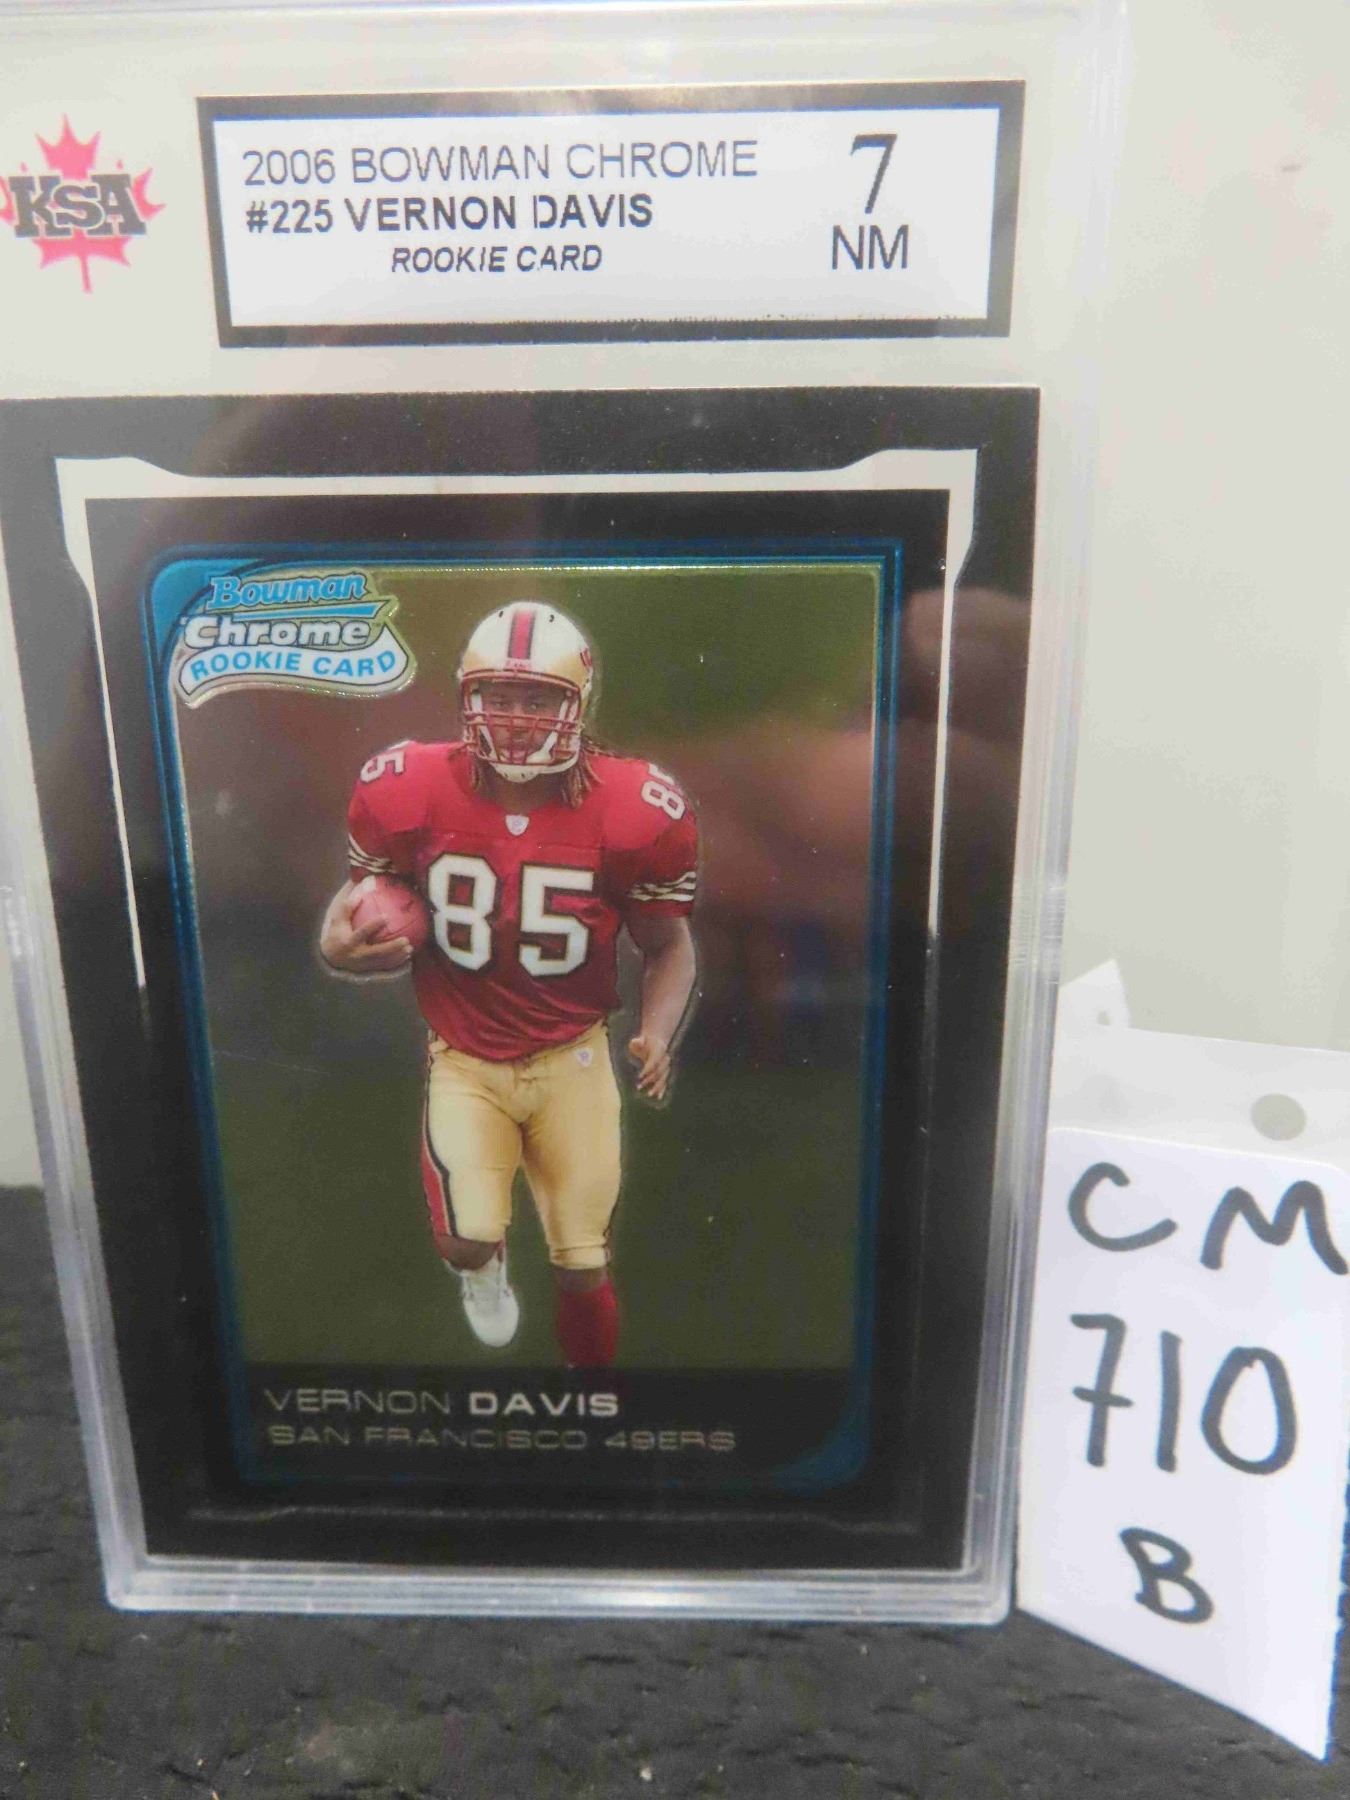 KSA
2006 BOWMAN CHROME
#225 VERNON DAVIS
ROOKIE CARD
7
NM
Bowman
Chrome
ROOKIE CARD
85
85
85
VERNON DAVIS
SAN FRANCISCO 49ERS
CM
710
B